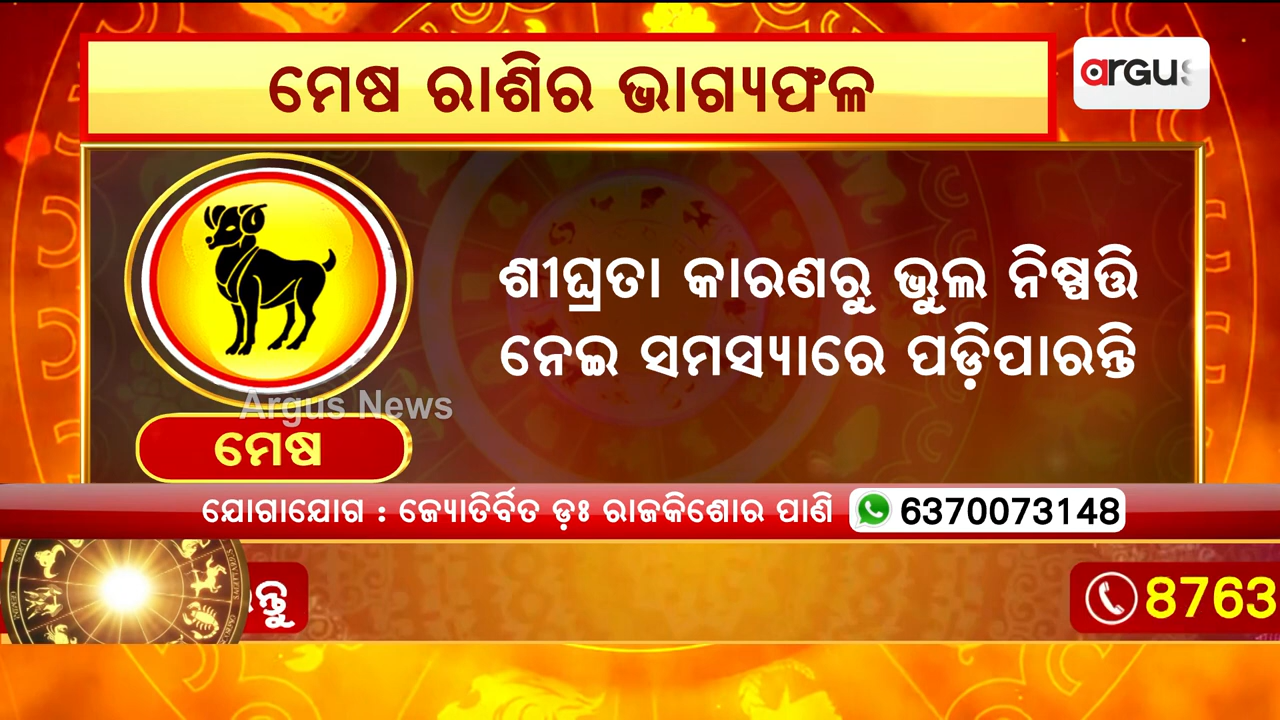 ମେଷ ରାଶିର ଭାଗ୍ୟଫଳ
argus
ଶୀଘ୍ରତା କାରଣରୁ ଭୁଲ ନିଷ୍ପତ୍ତି
ନେଇ ସମସ୍ୟାରେ ପଡ଼ିପାରନ୍ତି
Argus News
ମେଷ
ଯୋଗାଯୋଗ : ଜ୍ୟୋତିର୍ବିତ ଡ଼ଃ ରାଜକିଶୋର ପାଣି 6370073148
ନ୍ତୁ 8763